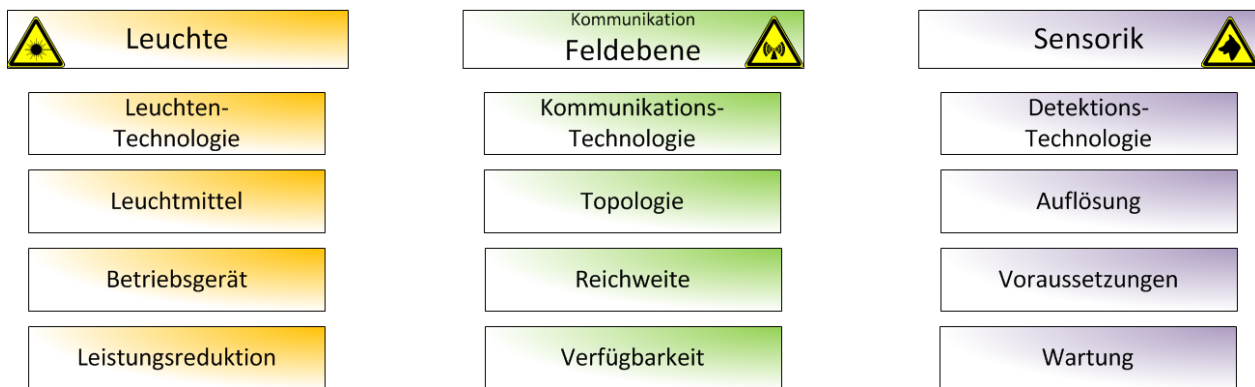 Leuchte
Leuchten-
Technologie
Leuchtmittel
Betriebsgerät
Leistungsreduktion
Kommunikation
Feldebene
Kommunikations-
Technologie
Topologie
Reichweite
Verfügbarkeit
Sensorik
Detektions-
Technologie
Auflösung
Voraussetzungen
Wartung